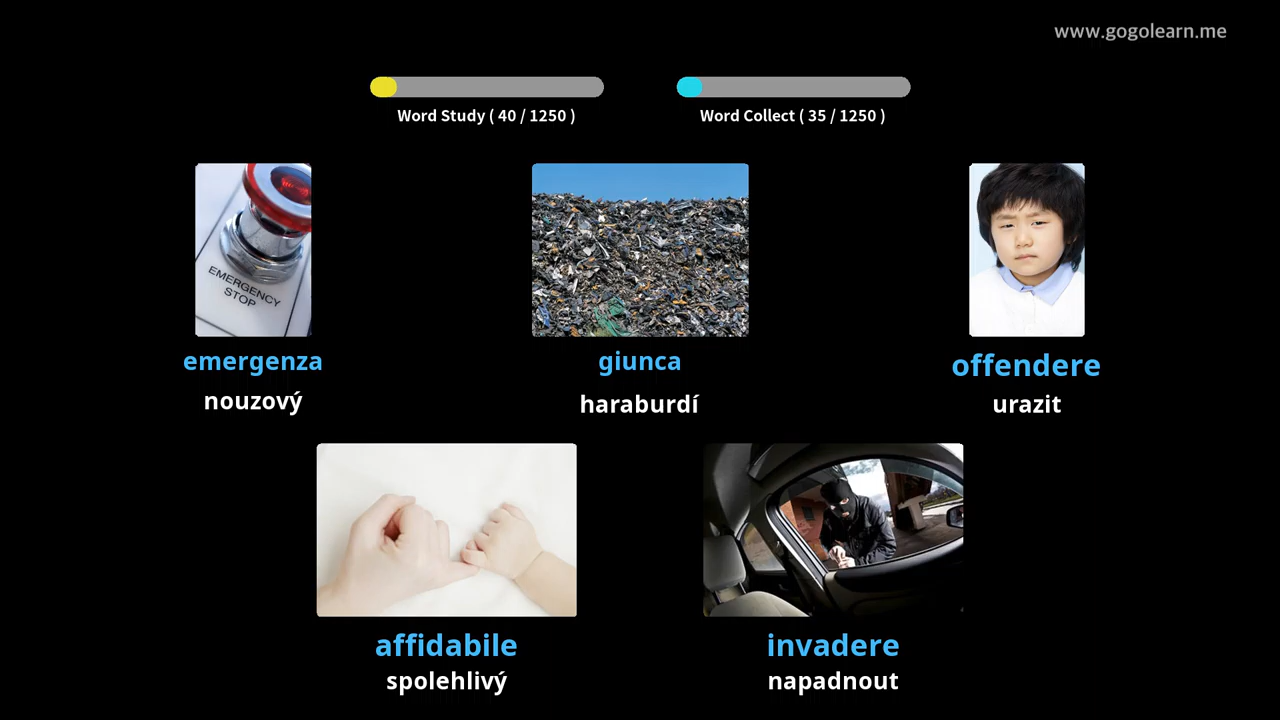 www.gogolearn.me
Word Study ( 40 / 1250 )
Word Collect ( 35 / 1250 )
EMERGENCY
STOP
emergenza
nouzový
giunca
haraburdí
offendere
urazit
affidabile
spolehlivý
invadere
napadnout